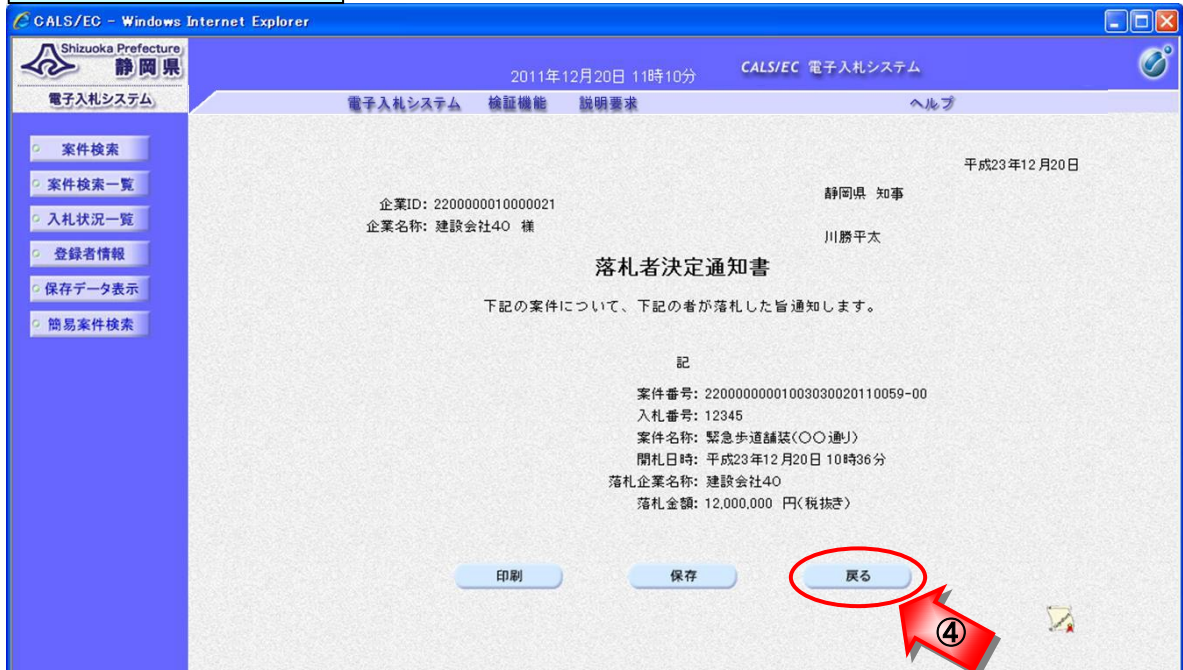 CALS/EC - Windows Internet Explorer
Shizuoka Prefecture
静岡県
電子入札システム
2011年12月20日 11時10分
CALS/EC 電子入札システム
電子入札システム 検証機能 説明要求 ヘルプ
案件検索
案件検索一覧
入札状況一覧
登録者情報
保存データ表示
簡易案件検索
平成23年12月20日
静岡県 知事
企業ID: 2200000010000021
企業名称: 建設会社40 様
川勝平太
落札者決定通知書
下記の案件について、下記の者が落札した旨通知します。
記
案件番号: 22000000001003030020110059-00
入札番号: 12345
案件名称: 緊急歩道舗装(〇〇通り)
開札日時: 平成23年12月20日 10時36分
落札企業名称: 建設会社40
落札金額: 12,000,000 円(税抜き)
印刷 保存 戻る
④